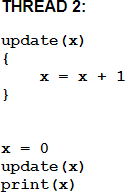 THREAD 2:
update(x)
{
    x = x + 1
}
x = 0
update(x)
print(x)